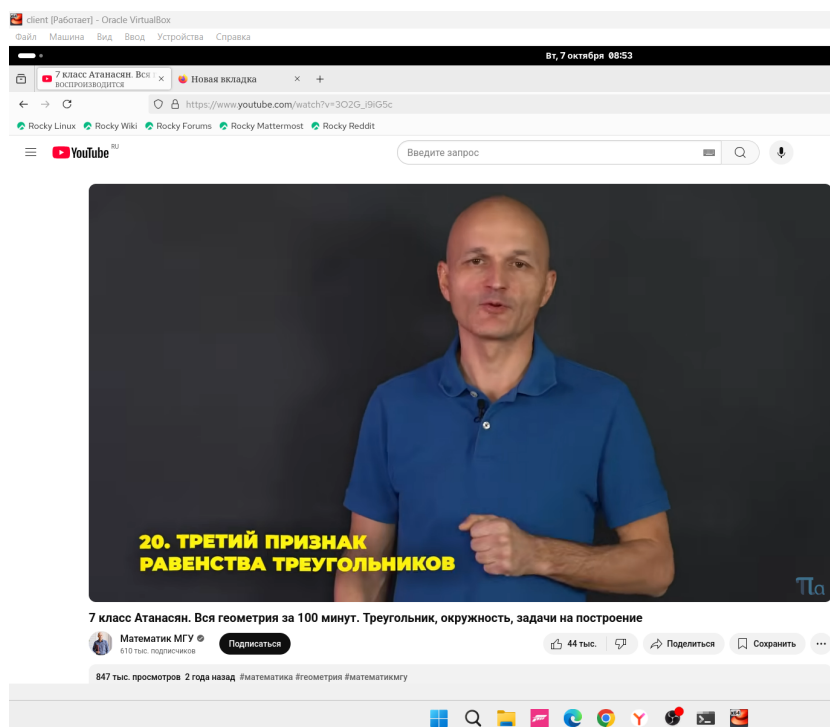 client [Работает] - Oracle VirtualBox
Файл Машина Вид Ввод Устройства Справка
Вт, 7 октября 08:53
7 класс Атанасян. Вся
ВОСПРОИЗВОДИТСЯ
Новая вкладка
https://www.youtube.com/watch?v=3O2G_i9iG5c
Rocky Linux Rocky Wiki Rocky Forums Rocky Mattermost Rocky Reddit
YouTube RU
Введите запрос
20. ТРЕТИЙ ПРИЗНАК
РАВЕНСТВА ТРЕУГОЛЬНИКОВ
7 класс Атанасян. Вся геометрия за 100 минут. Треугольник, окружность, задачи на построение
Математик МГУ
610 тыс. подписчиков
Подписаться
44 тыс.
Поделиться
Сохранить
847 тыс. просмотров 2 года назад #математика #геометрия #математикмгу